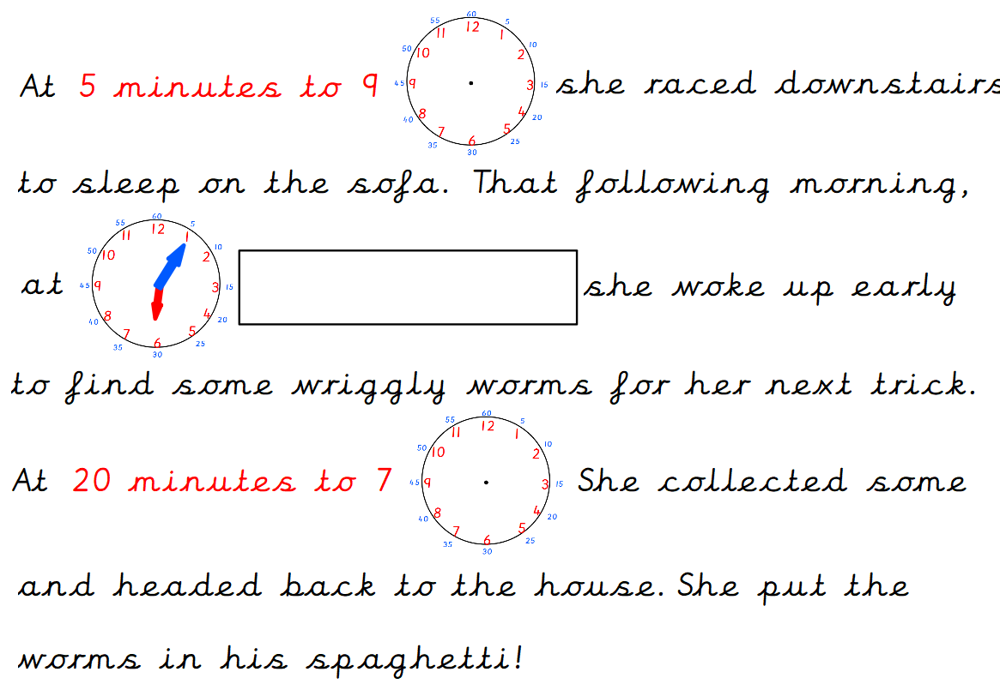 At 5 minutes to 9 60 5 10 15 20 25 30 35 40 45 50 55 12 1 2 3 4 5 6 7 8 9 10 11 she raced downstairs
to sleep on the sofa. That following morning,
at 60 5 10 15 20 25 30 35 40 45 50 55 12 1 2 3 4 5 6 7 8 9 10 11 she woke up early
to find some wriggly worms for her next trick.
At 20 minutes to 7 60 5 10 15 20 25 30 35 40 45 50 55 12 1 2 3 4 5 6 7 8 9 10 11 She collected some
and headed back to the house. She put the
worms in his spaghetti!